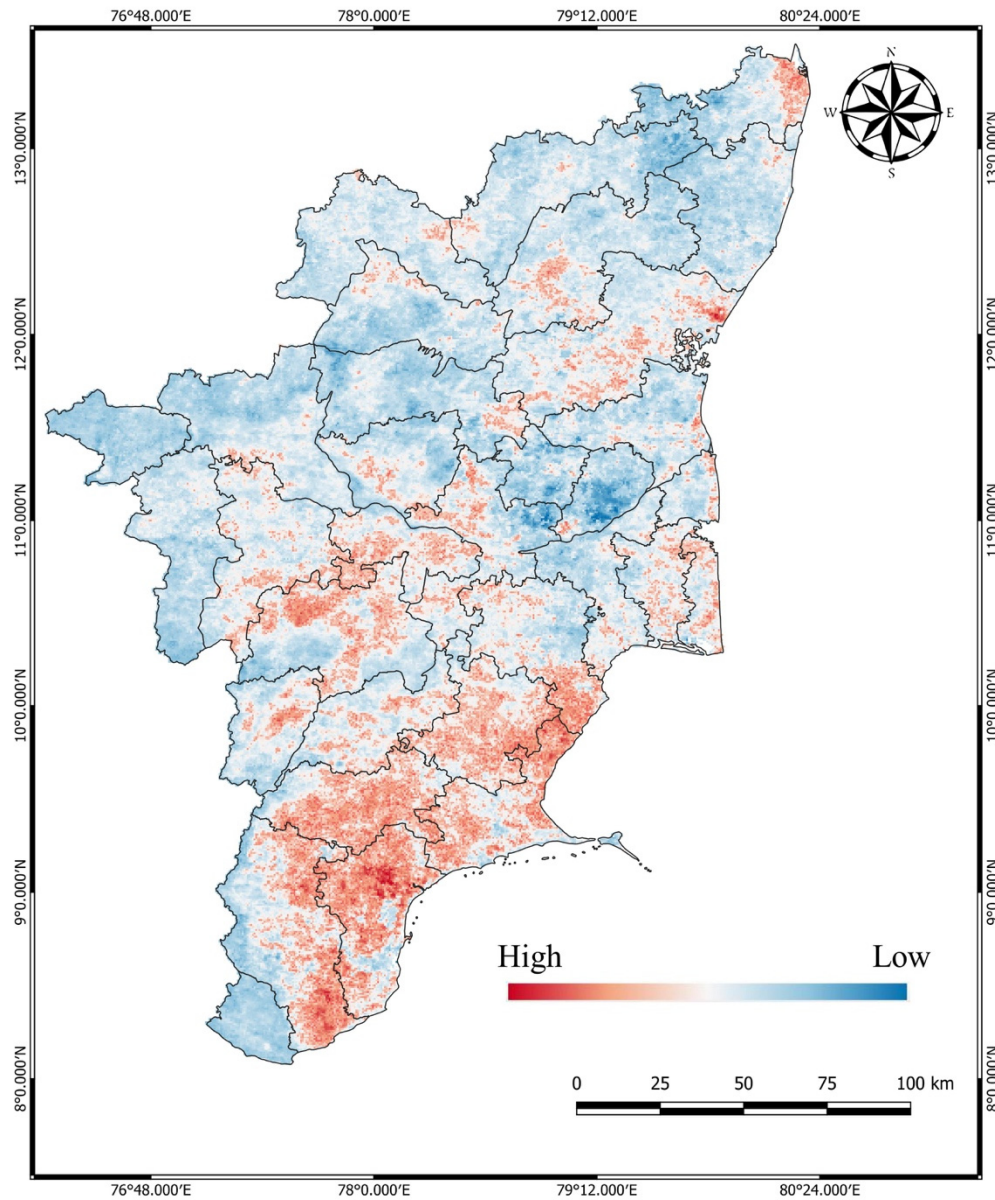 76°48.000'E 78°0.000'E 79°12.000'E 80°24.000'E
N
W E
S
13°0.000'N 13°0.000'N
12°0.000'N 12°0.000'N
11°0.000'N 11°0.000'N
10°0.000'N 10°0.000'N
9°0.000'N 9°0.000'N
High Low
8°0.000'N 8°0.000'N
0 25 50 75 100 km
76°48.000'E 78°0.000'E 79°12.000'E 80°24.000'E